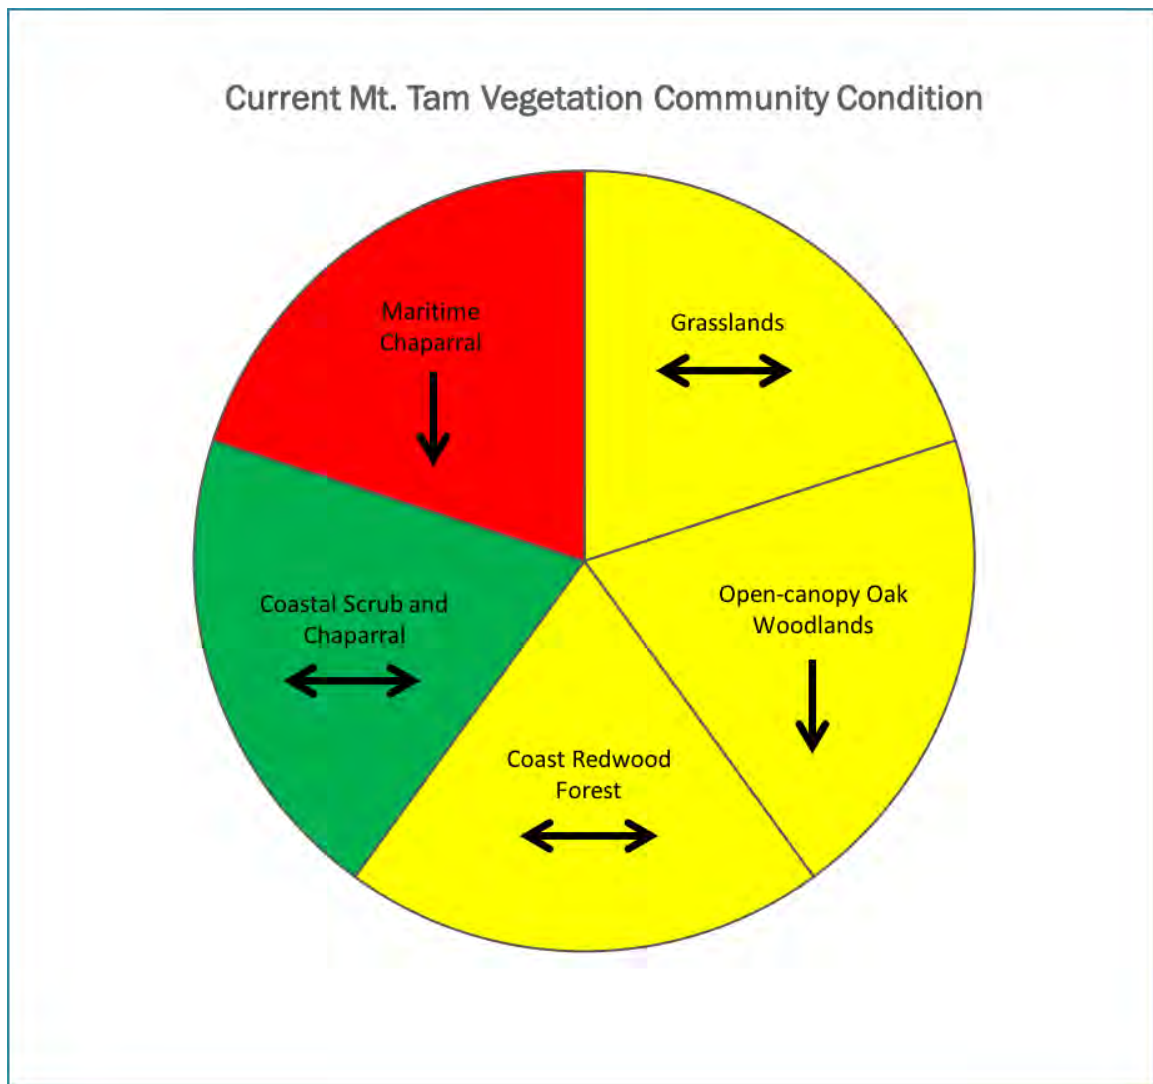 Current Mt. Tam Vegetation Community Condition
Maritime
Chaparral
Grasslands
Coastal Scrub and
Chaparral
Open-canopy Oak
Woodlands
Coast Redwood
Forest